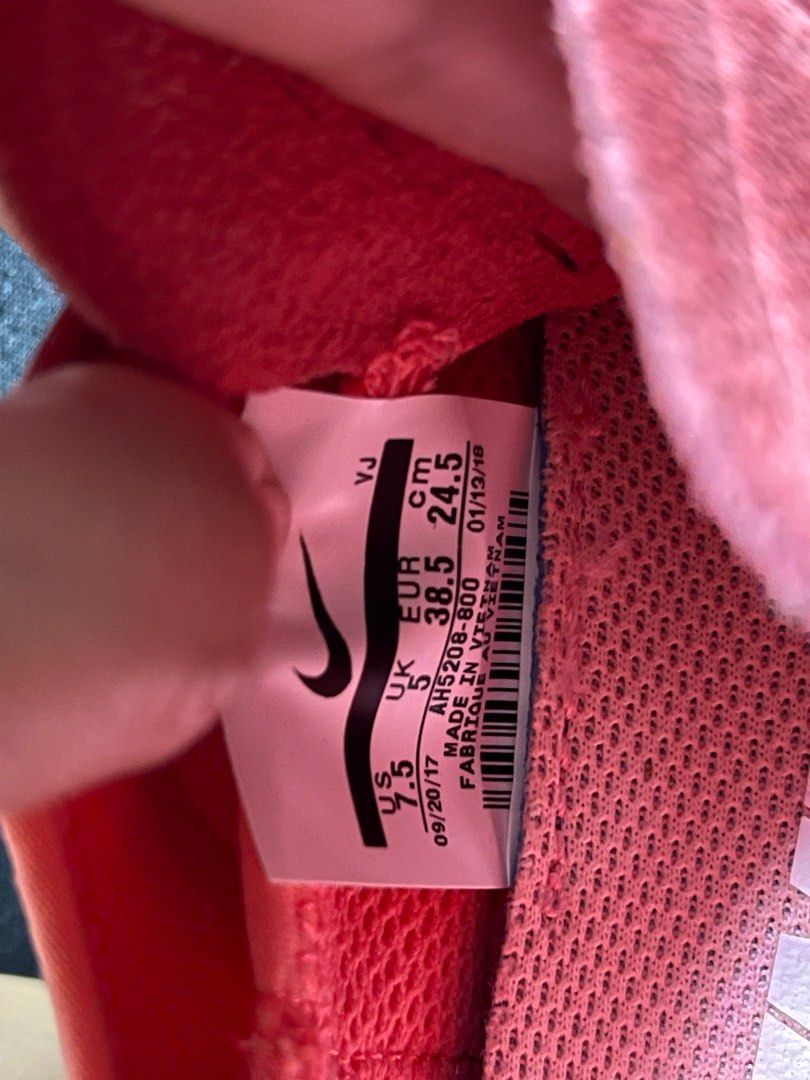 VJ
US UK EUR cm
7.5 5 38.5 24.5
09/20/17 AH5208-800 01/13/18
MADE IN VIETNAM
FABRIQUE AU VIETNAM